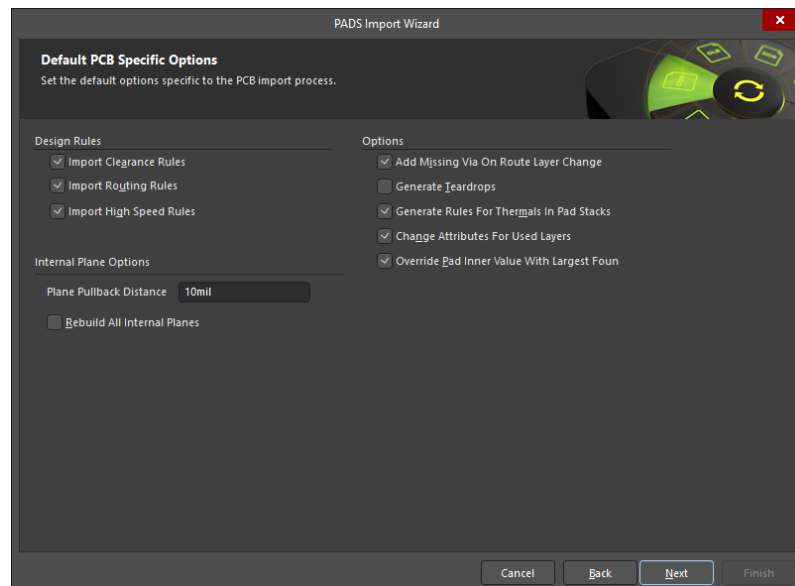 PADS Import Wizard
Default PCB Specific Options
Set the default options specific to the PCB import process.
Design Rules
Import Clearance Rules
Import Routing Rules
Import High Speed Rules
Internal Plane Options
Plane Pullback Distance 10mil
Rebuild All Internal Planes
Options
Add Missing Via On Route Layer Change
Generate Teardrops
Generate Rules For Thermals In Pad Stacks
Change Attributes For Used Layers
Override Pad Inner Value With Largest Foun
Cancel Back Next Finish